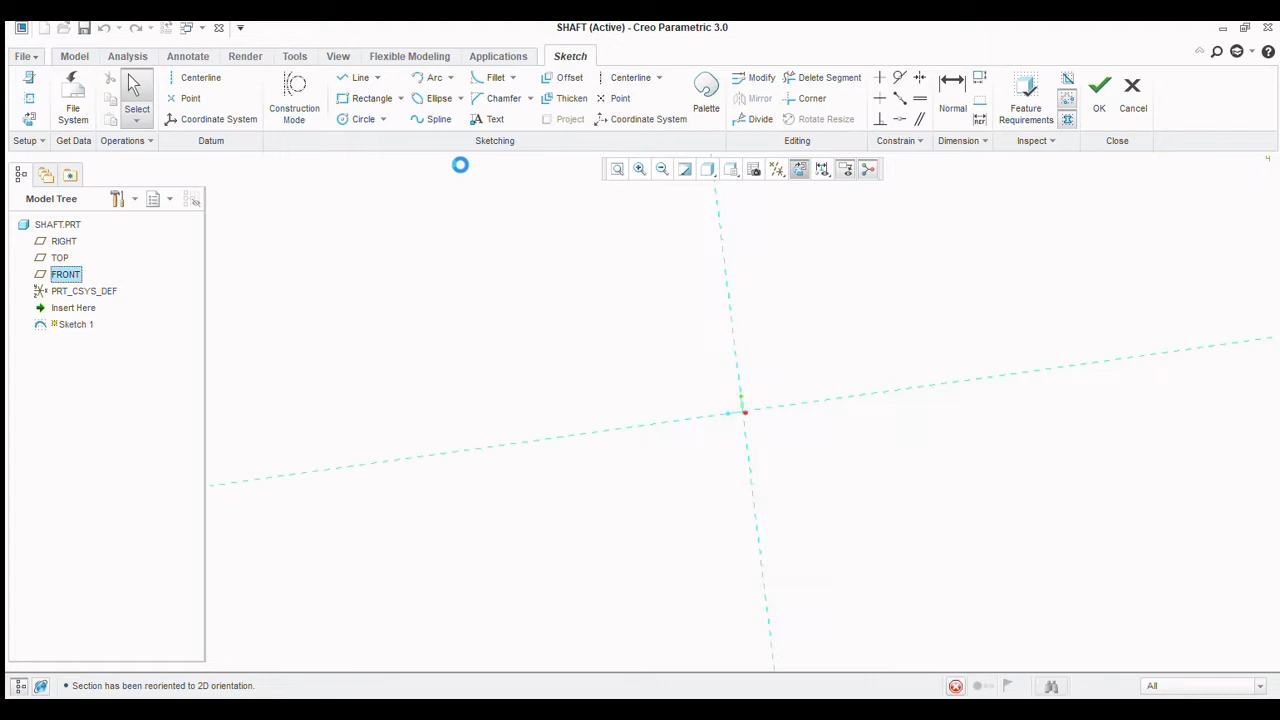 SHAFT (Active) - Creo Parametric 3.0
File Model Analysis Annotate Render Tools View Flexible Modeling Applications Sketch
Centerline Line Arc Fillet Offset Centerline Modify Delete Segment
Point Rectangle Ellipse Chamfer Thicken Point Mirror Corner
Coordinate System Circle Spline Text Project Coordinate System Divide Rotate Resize
File System Select Construction Mode Palette Normal Feature Requirements OK Cancel
Setup Get Data Operations Datum Sketching Editing Constrain Dimension Inspect Close
Model Tree
SHAFT.PRT
RIGHT
TOP
FRONT
PRT_CSYS_DEF
Insert Here
Sketch 1
Section has been reoriented to 2D orientation.
All